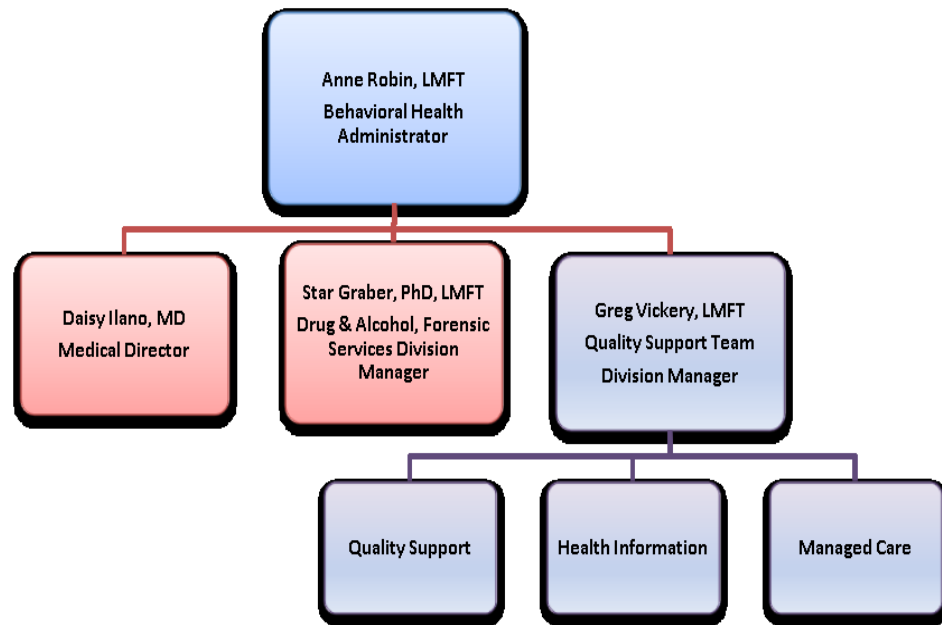 Anne Robin, LMFT
Behavioral Health
Administrator
Daisy Ilano, MD
Medical Director
Star Graber, PhD, LMFT
Drug & Alcohol, Forensic
Services Division
Manager
Greg Vickery, LMFT
Quality Support Team
Division Manager
Quality Support
Health Information
Managed Care